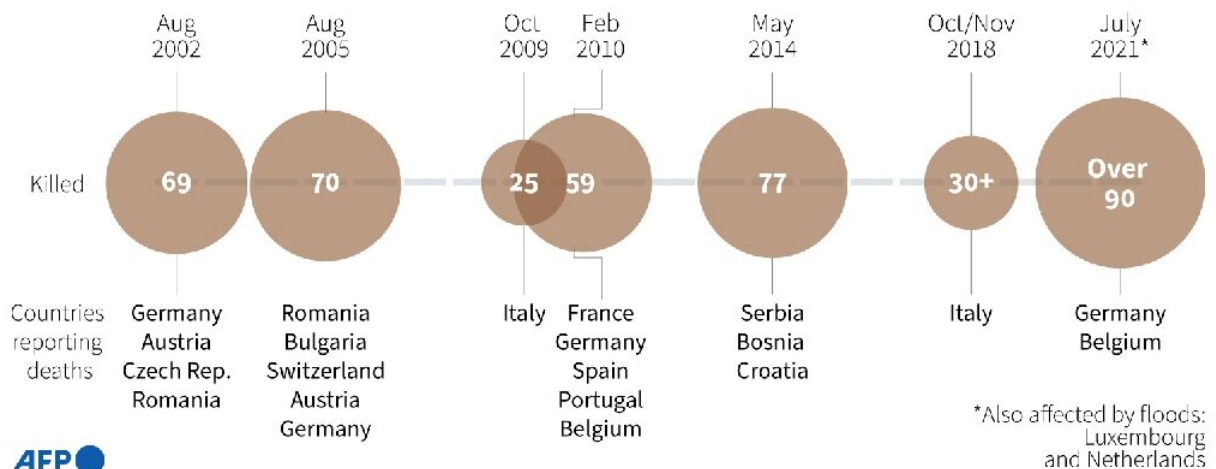 Aug
2002
Aug
2005
Oct
2009
Feb
2010
May
2014
Oct/Nov
2018
July
2021*
Killed
69
70
25
59
77
30+
Over
90
Countries
reporting
deaths
Germany
Austria
Czech Rep.
Romania
Romania
Bulgaria
Switzerland
Austria
Germany
Italy
France
Germany
Spain
Portugal
Belgium
Serbia
Bosnia
Croatia
Italy
Germany
Belgium
*Also affected by floods:
Luxembourg
and Netherlands
AFP